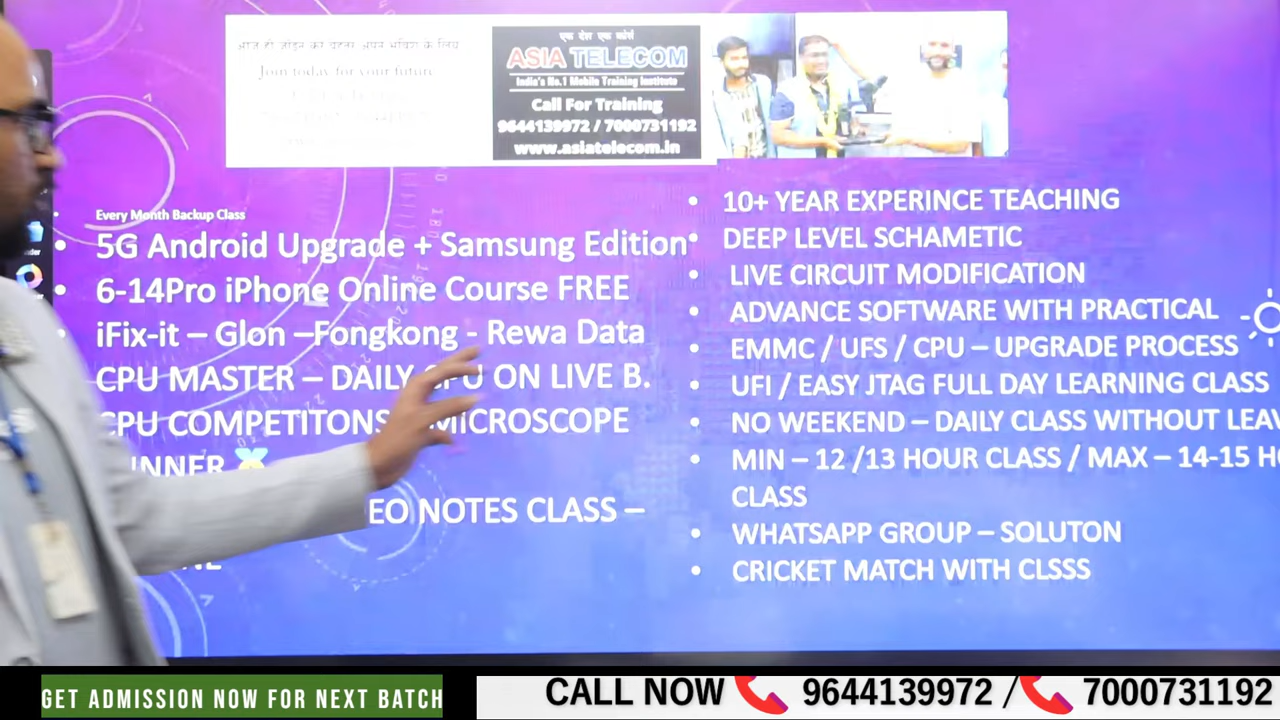 Join today for your future
एक देश एक कोर्स
ASIA TELECOM
India's No.1 Mobile Training Institute
Call For Training
9644139972 / 7000731192
www.asiatelecom.in
Every Month Backup Class
5G Android Upgrade + Samsung Edition
6-14Pro iPhone Online Course FREE
iFix-it – Glon –Fongkong - Rewa Data
CPU MASTER – DAILY CPU ON LIVE B.
CPU COMPETITONS MICROSCOPE
NNER
EO NOTES CLASS –
NE
10+ YEAR EXPERINCE TEACHING
DEEP LEVEL SCHAMETIC
LIVE CIRCUIT MODIFICATION
ADVANCE SOFTWARE WITH PRACTICAL
EMMC / UFS / CPU – UPGRADE PROCESS
UFI / EASY JTAG FULL DAY LEARNING CLASS
NO WEEKEND – DAILY CLASS WITHOUT LEAV
MIN – 12 /13 HOUR CLASS / MAX – 14-15 HO
CLASS
WHATSAPP GROUP – SOLUTON
CRICKET MATCH WITH CLSSS
GET ADMISSION NOW FOR NEXT BATCH
CALL NOW 9644139972 / 7000731192